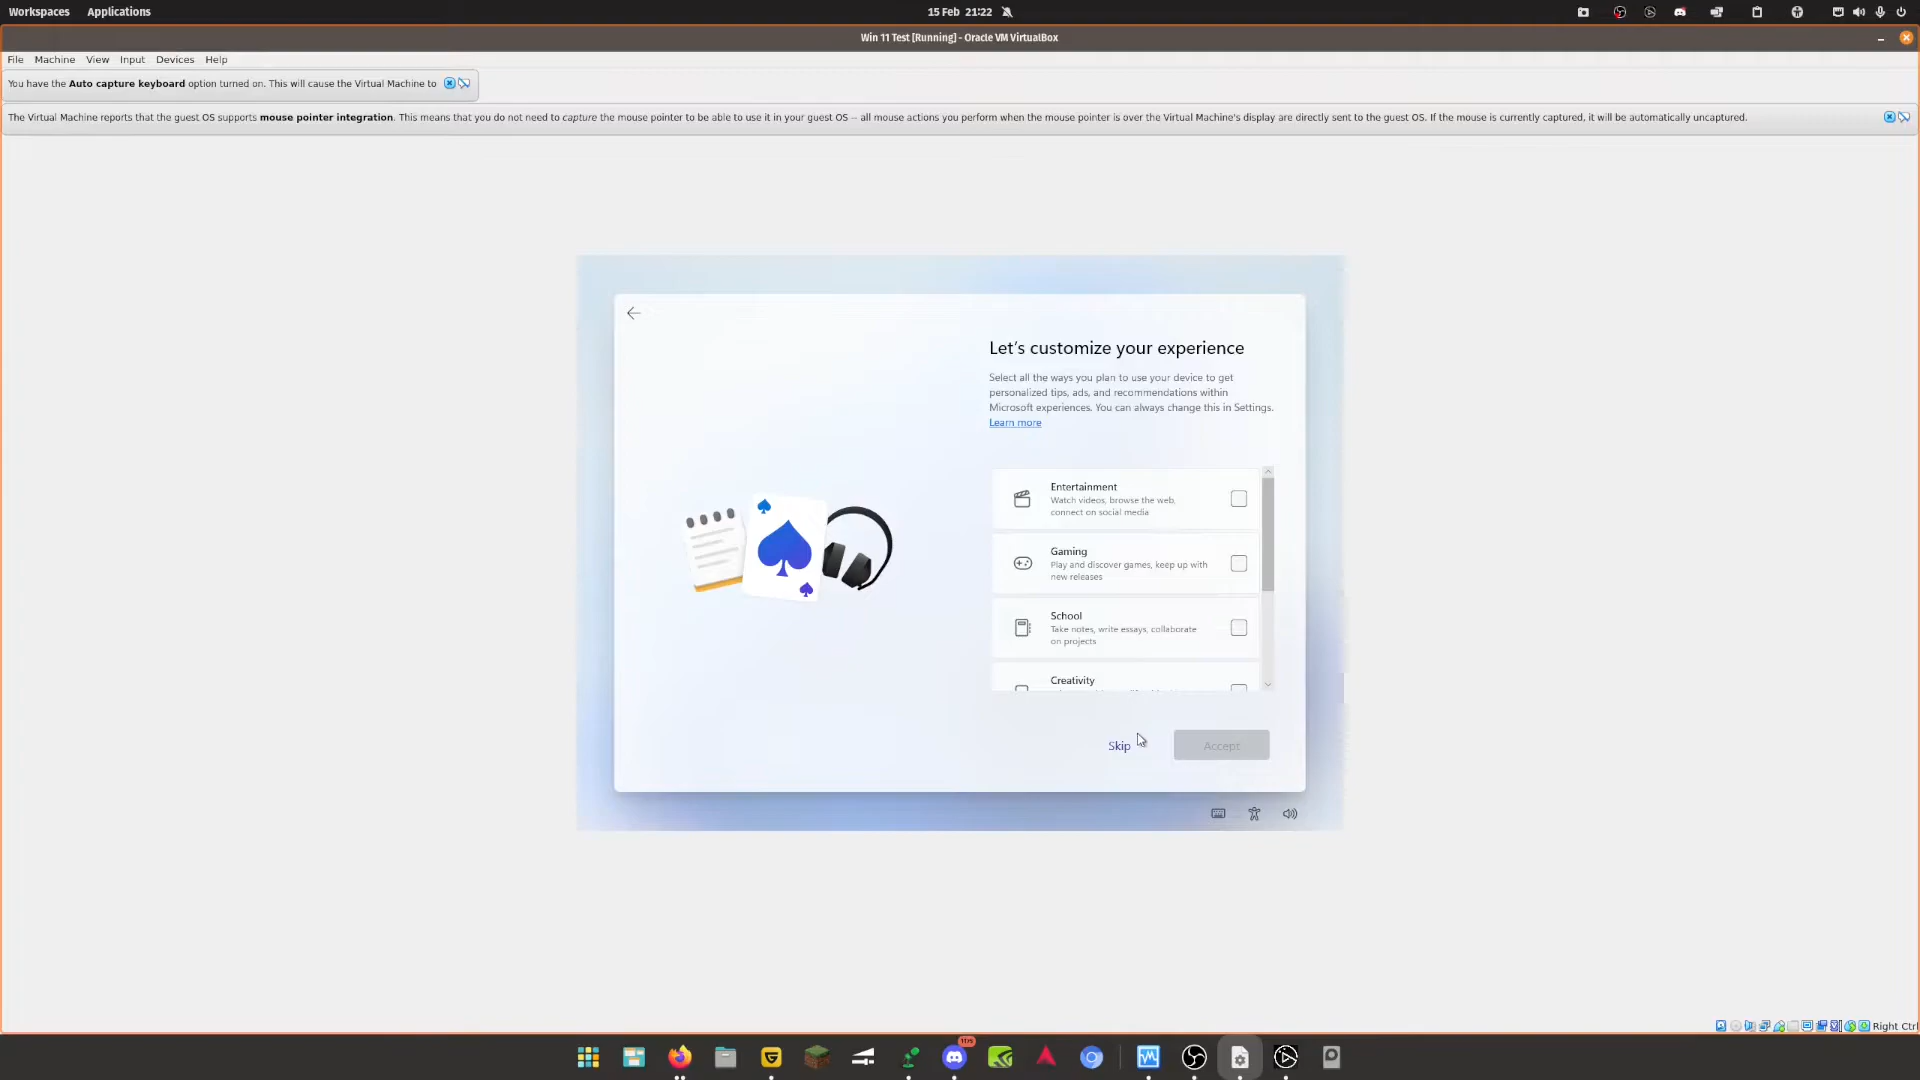 Workspaces
Applications
15 Feb 21:22
Win 11 Test [Running] - Oracle VM VirtualBox
File Machine View Input Devices Help
You have the Auto capture keyboard option turned on. This will cause the Virtual Machine to
The Virtual Machine reports that the guest OS supports mouse pointer integration. This means that you do not need to capture the mouse pointer to be able to use it in your guest OS -- all mouse actions you perform when the mouse pointer is over the Virtual Machine's display are directly sent to the guest OS. If the mouse is currently captured, it will be automatically uncaptured.
Let's customize your experience
Select all the ways you plan to use your device to get
personalized tips, ads, and recommendations within
Microsoft experiences. You can always change this in Settings.
Learn more
Entertainment
Watch videos, browse the web,
connect on social media
Gaming
Play and discover games, keep up with
new releases
School
Take notes, write essays, collaborate
on projects
Creativity
Skip
Accept
Right Ctrl